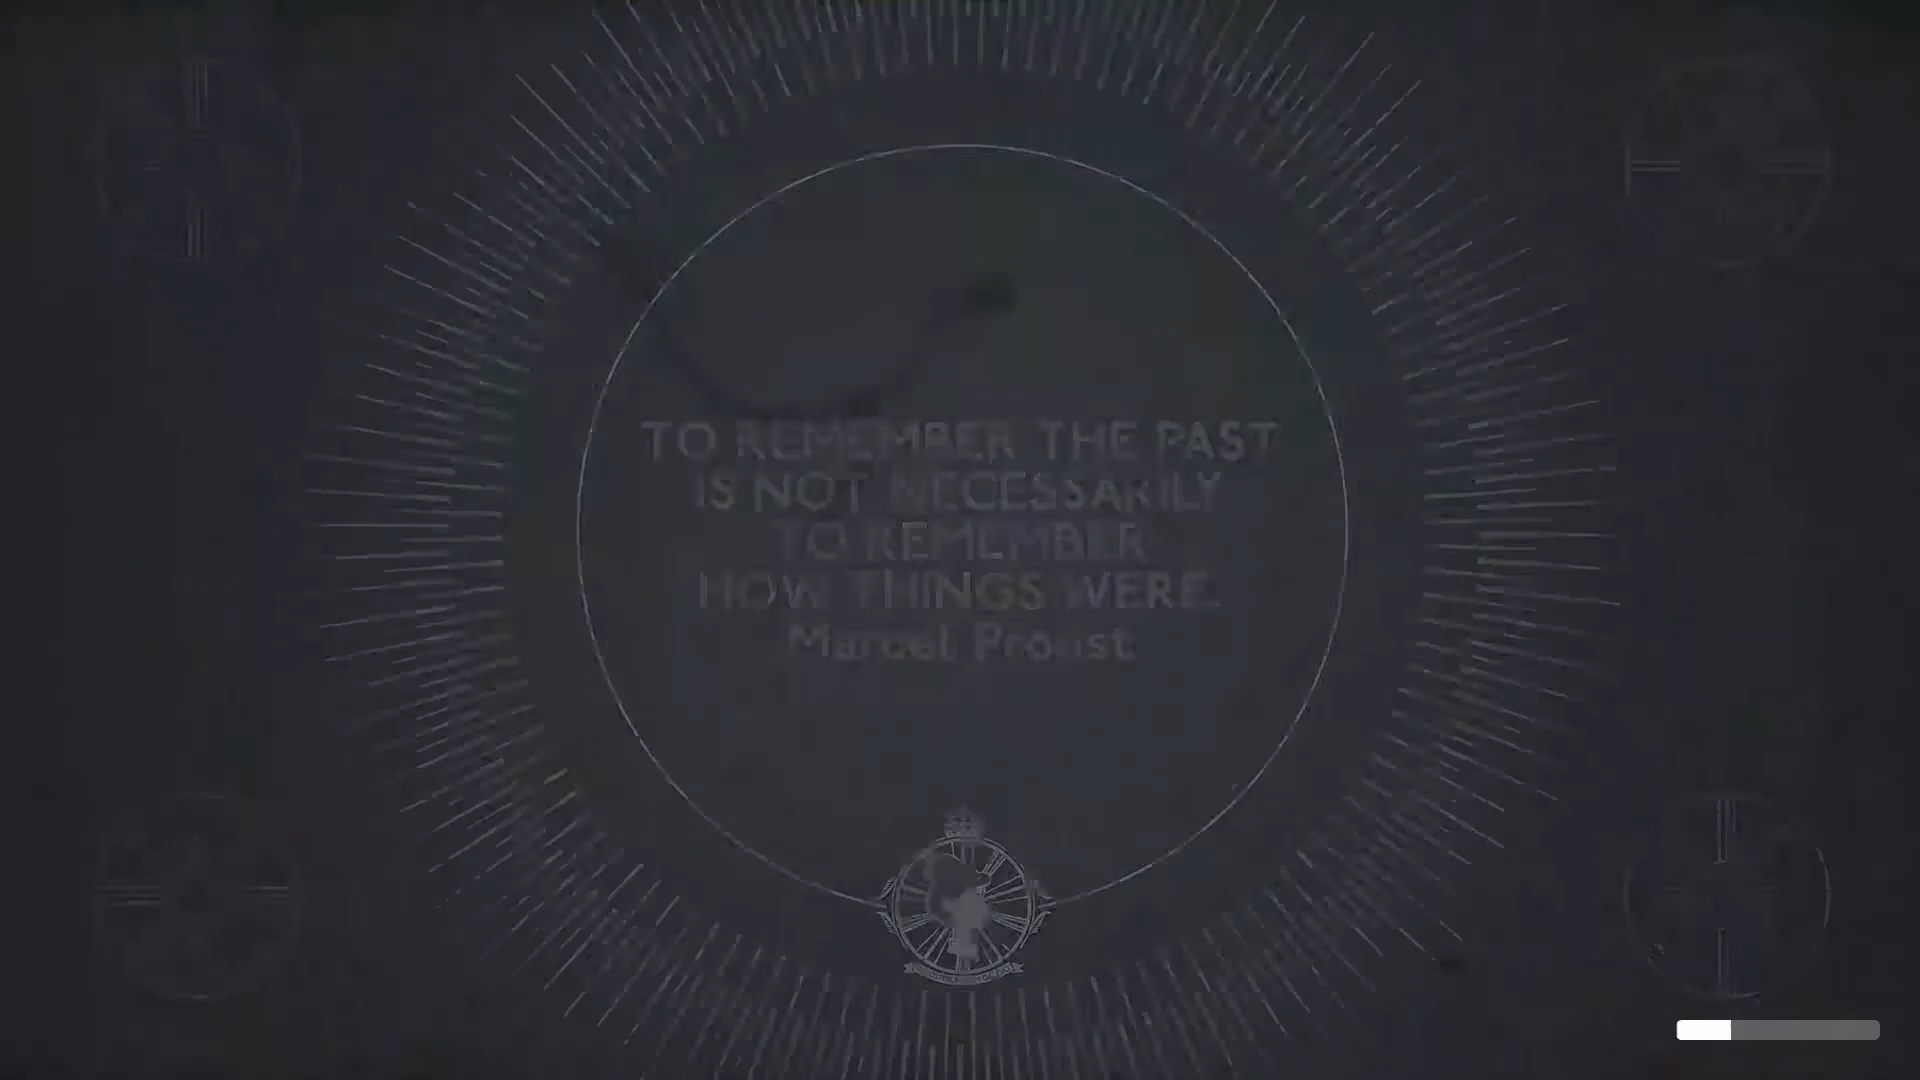 TO REMEMBER THE PAST
IS NOT NECESSARILY
TO REMEMBER
HOW THINGS WERE.
Marcel Proust